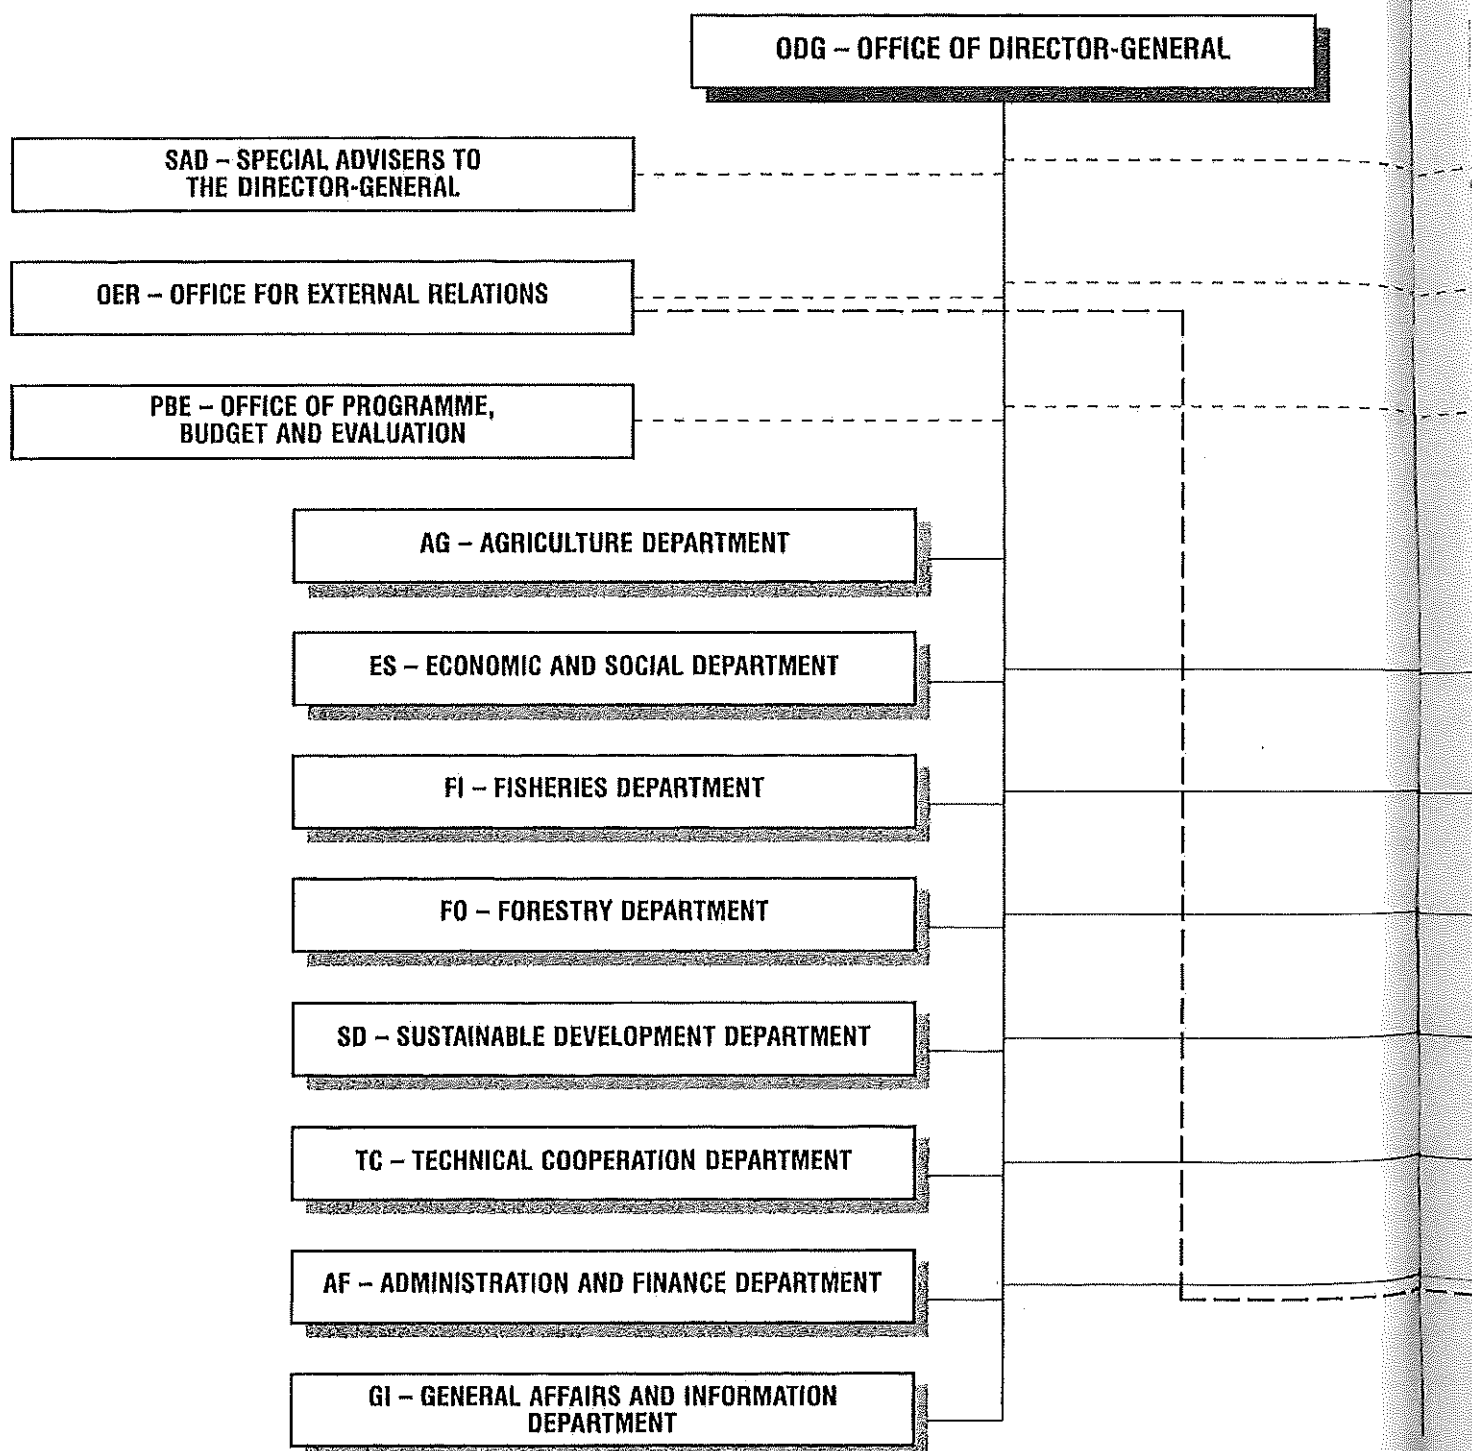 ODG – OFFICE OF DIRECTOR-GENERAL
SAD – SPECIAL ADVISERS TO
THE DIRECTOR-GENERAL
OER – OFFICE FOR EXTERNAL RELATIONS
PBE – OFFICE OF PROGRAMME,
BUDGET AND EVALUATION
AG – AGRICULTURE DEPARTMENT
ES – ECONOMIC AND SOCIAL DEPARTMENT
FI – FISHERIES DEPARTMENT
FO – FORESTRY DEPARTMENT
SD – SUSTAINABLE DEVELOPMENT DEPARTMENT
TC – TECHNICAL COOPERATION DEPARTMENT
AF – ADMINISTRATION AND FINANCE DEPARTMENT
GI – GENERAL AFFAIRS AND INFORMATION
DEPARTMENT